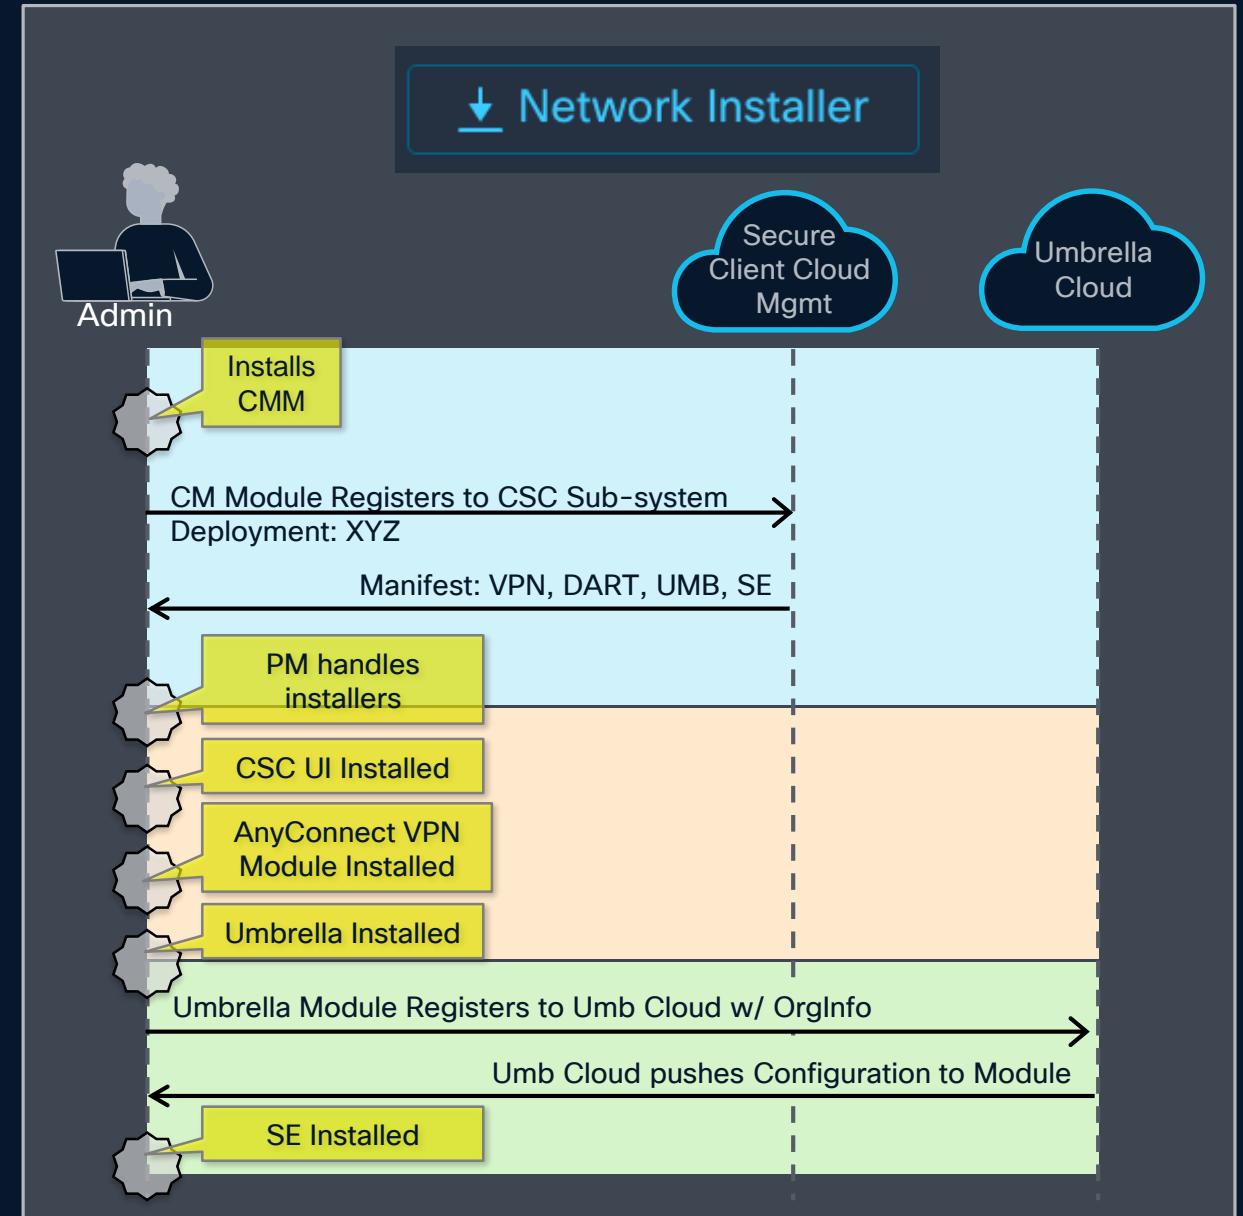 Network Installer
Admin
Secure
Client Cloud
Mgmt
Umbrella
Cloud
Installs
CMM
CM Module Registers to CSC Sub-system
Deployment: XYZ
Manifest: VPN, DART, UMB, SE
PM handles
installers
CSC UI Installed
AnyConnect VPN
Module Installed
Umbrella Installed
Umbrella Module Registers to Umb Cloud w/ OrgInfo
Umb Cloud pushes Configuration to Module
SE Installed